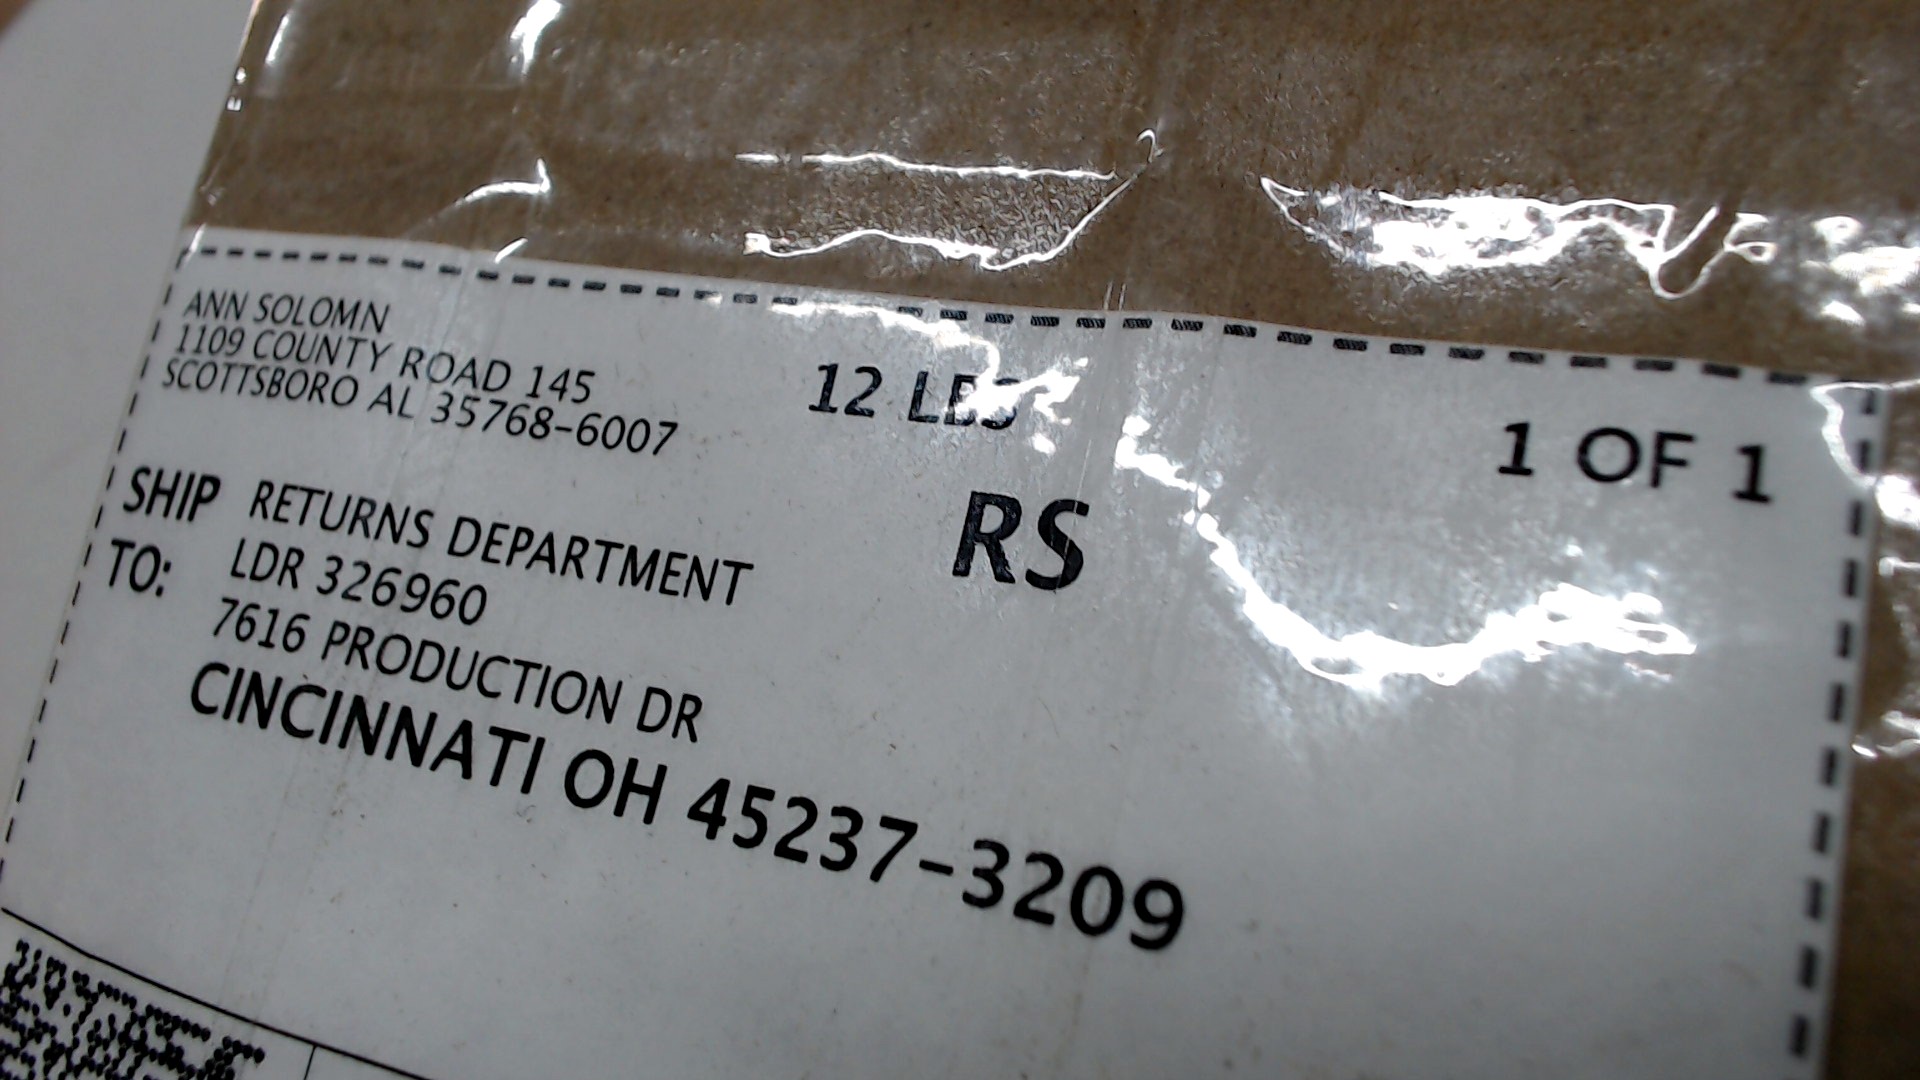 ANN SOLOMN
1109 COUNTY ROAD 145
SCOTTSBORO AL 35768-6007
12 LBS
1 OF 1
RS
SHIP TO:
RETURNS DEPARTMENT
LDR 326960
7616 PRODUCTION DR
CINCINNATI OH 45237-3209